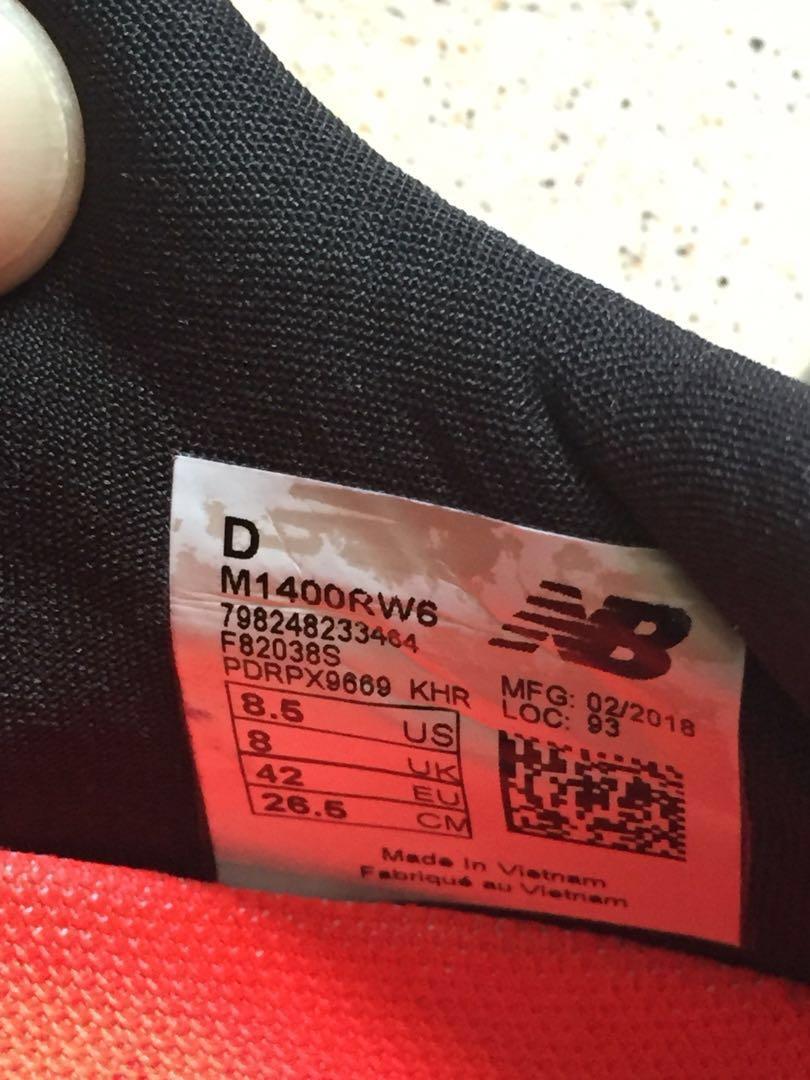 D
M1400RW6
798248233464
F82038S
PDRPX9669 KHR
8.5 US
8 UK
42 EU
26.5 CM
NB
MFG: 02/2018
LOC: 93
Made In Vietnam
Fabriqué au Vietnam